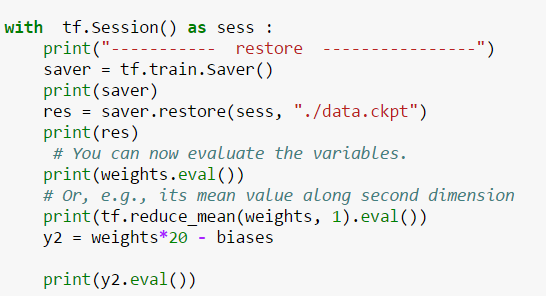 with  tf.Session() as sess :
    print("-----------  restore  ----------------")
    saver = tf.train.Saver()
    print(saver)
    res = saver.restore(sess, "./data.ckpt")
    print(res)
     # You can now evaluate the variables.
    print(weights.eval())
    # Or, e.g., its mean value along second dimension
    print(tf.reduce_mean(weights, 1).eval())
    y2 = weights*20 - biases

    print(y2.eval())